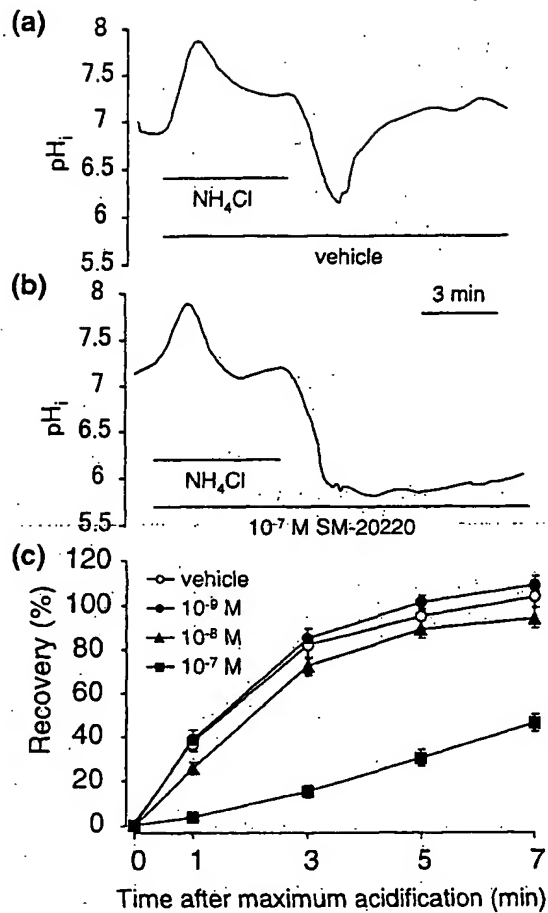 (a)
8
7.5
7
6.5
6
5.5
pHi
NH4Cl
vehicle
(b)
8
7.5
7
6.5
6
5.5
pHi
3 min
NH4Cl
10-7 M SM-20220
(c)
120
100
80
60
40
20
0
Recovery (%)
vehicle
10-9 M
10-8 M
10-7 M
0 1 3 5 7
Time after maximum acidification (min)